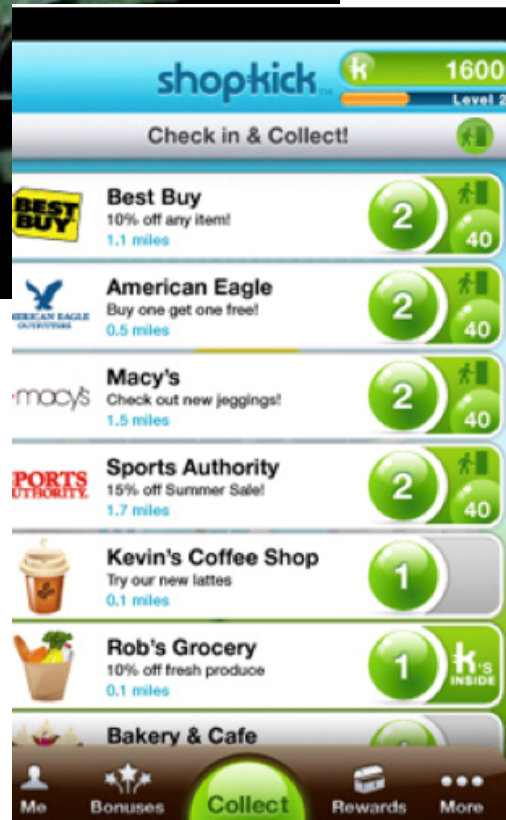 shopkick™
k 1600
Level 2
Check in & Collect!
BEST BUY
Best Buy
10% off any item!
1.1 miles
2
40
AMERICAN EAGLE
OUTFITTERS
American Eagle
Buy one get one free!
0.5 miles
2
40
macy's
Macy's
Check out new jeggings!
1.5 miles
2
40
SPORTS
AUTHORITY
Sports Authority
15% off Summer Sale!
1.7 miles
2
40
Kevin's Coffee Shop
Try our new lattes
0.1 miles
1
Rob's Grocery
10% off fresh produce
0.1 miles
1
k's
INSIDE
Bakery & Cafe
Me
Bonuses
Collect
Rewards
More